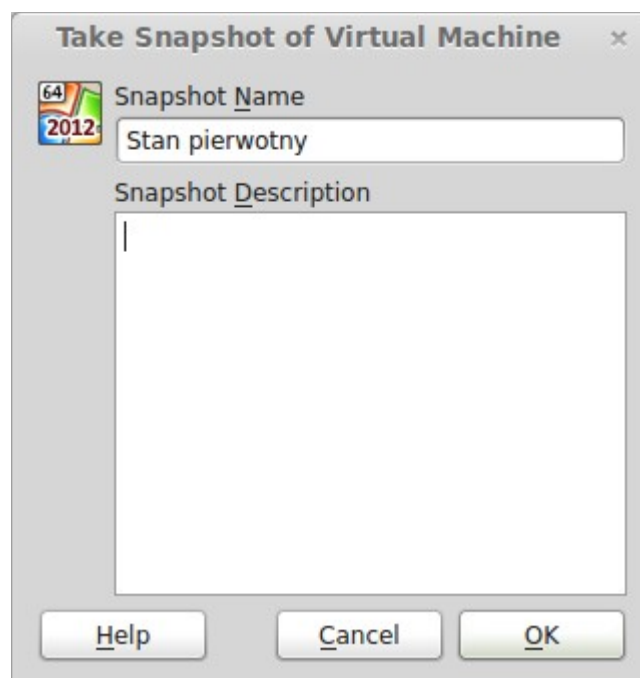 Take Snapshot of Virtual Machine
64
2012
Snapshot Name
Stan pierwotny
Snapshot Description
Help Cancel OK